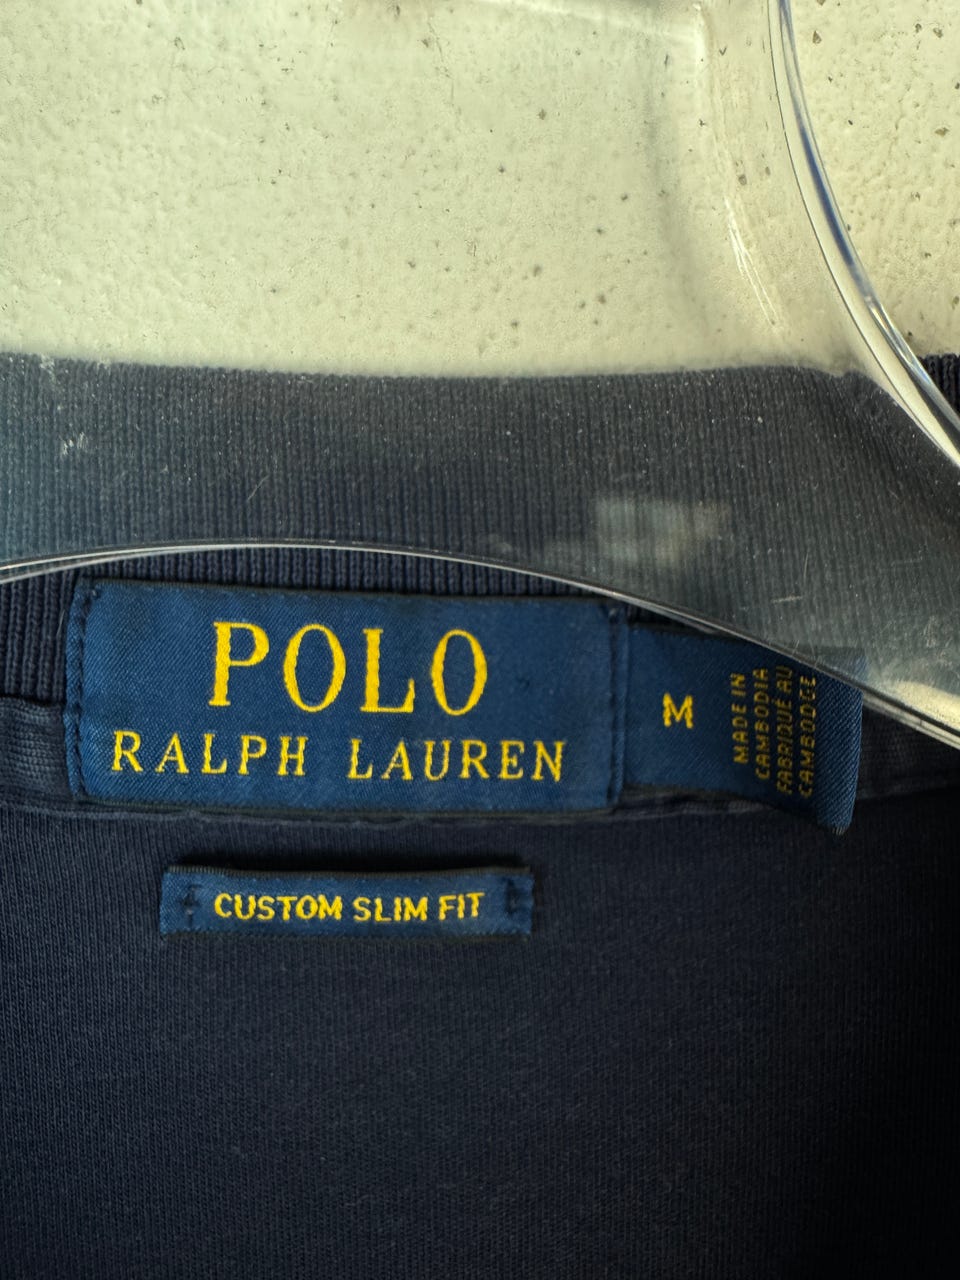 POLO
RALPH LAUREN
M
MADE IN
CAMBODIA
FABRIQUÉ AU
CAMBODGE
CUSTOM SLIM FIT